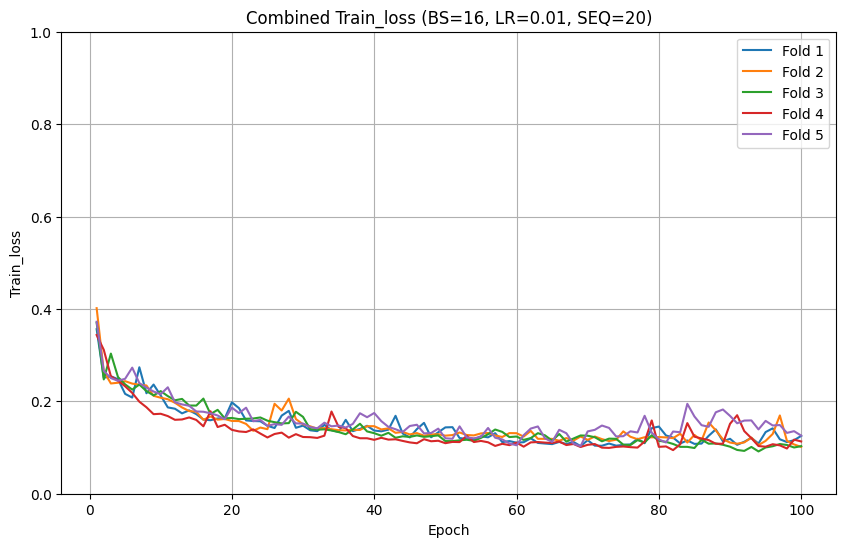 Combined Train_loss (BS=16, LR=0.01, SEQ=20)
Train_loss
1.0
0.8
0.6
0.4
0.2
0.0
Fold 1
Fold 2
Fold 3
Fold 4
Fold 5
0 20 40 60 80 100
Epoch